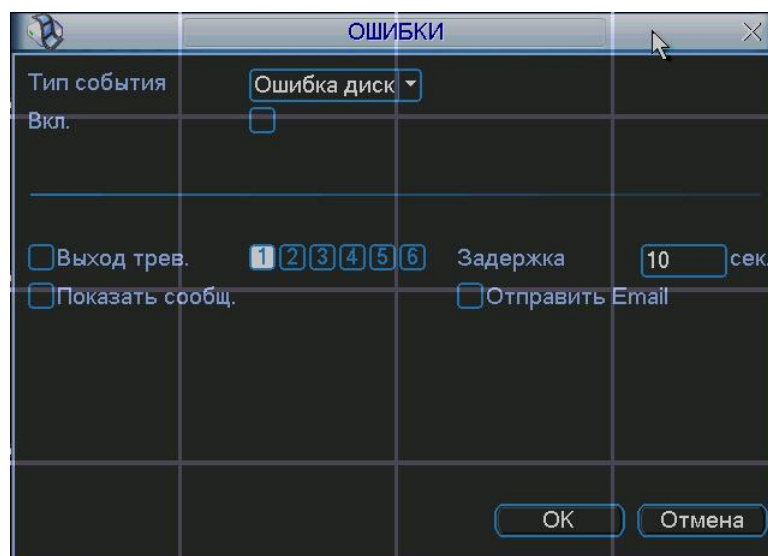 ОШИБКИ
Тип события Ошибка диск
Вкл.
Выход трев. 1 2 3 4 5 6 Задержка 10 сек.
Показать сообщ. Отправить Email
OK Отмена